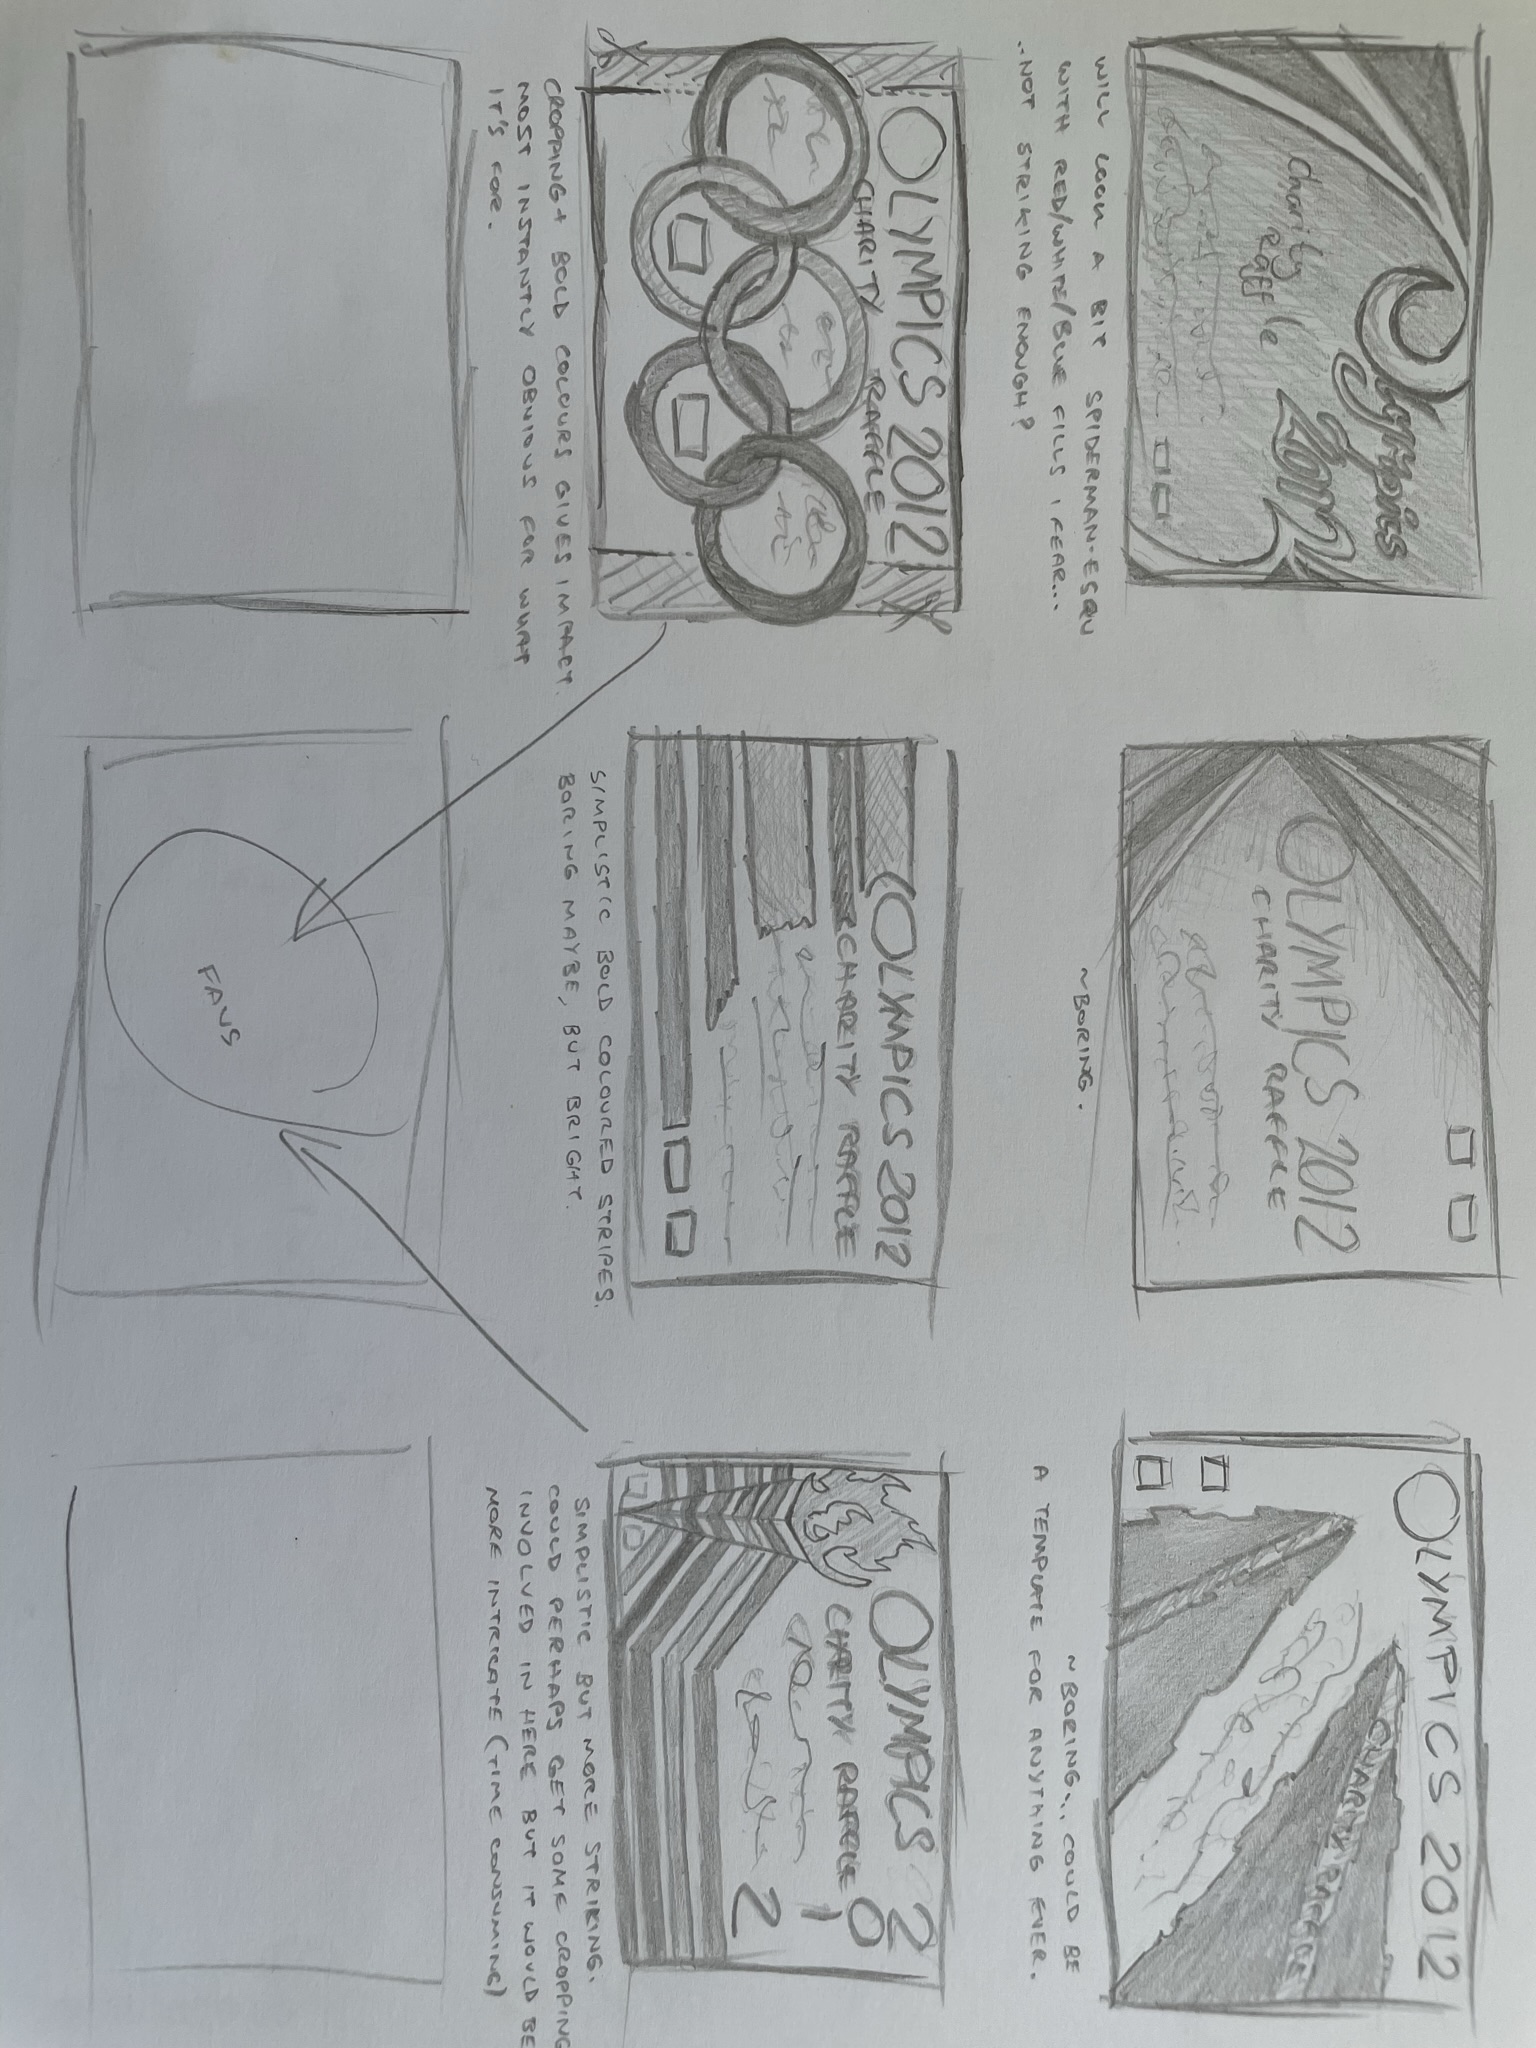 Olympics
2012
Charity
Raffle
WILL LOOK A BIT SPIDERMAN-ESQU
WITH RED/WHITE/BLUE FILLS I FEAR...
..NOT STRIKING ENOUGH?
OLYMPICS 2012
CHARITY RAFFLE
~BORING.
OLYMPICS 2012
CHARITY RAFFLE
~BORING... COULD BE
A TEMPLATE FOR ANYTHING EVER.
OLYMPICS 2012
CHARITY RAFFLE
CROPPING + BOLD COLOURS GIVES IMPACT.
MOST INSTANTLY OBVIOUS FOR WHAT
IT'S FOR.
OLYMPICS 2012
CHARITY RAFFLE
SIMPLISTIC BOLD COLOURED STRIPES.
BORING MAYBE, BUT BRIGHT.
OLYMPICS 2012
CHARITY RAFFLE
SIMPLISTIC BUT MORE STRIKING.
COULD PERHAPS GET SOME CROPPING
INVOLVED IN HERE BUT IT WOULD BE
MORE INTRICATE (TIME CONSUMING)
FAVS